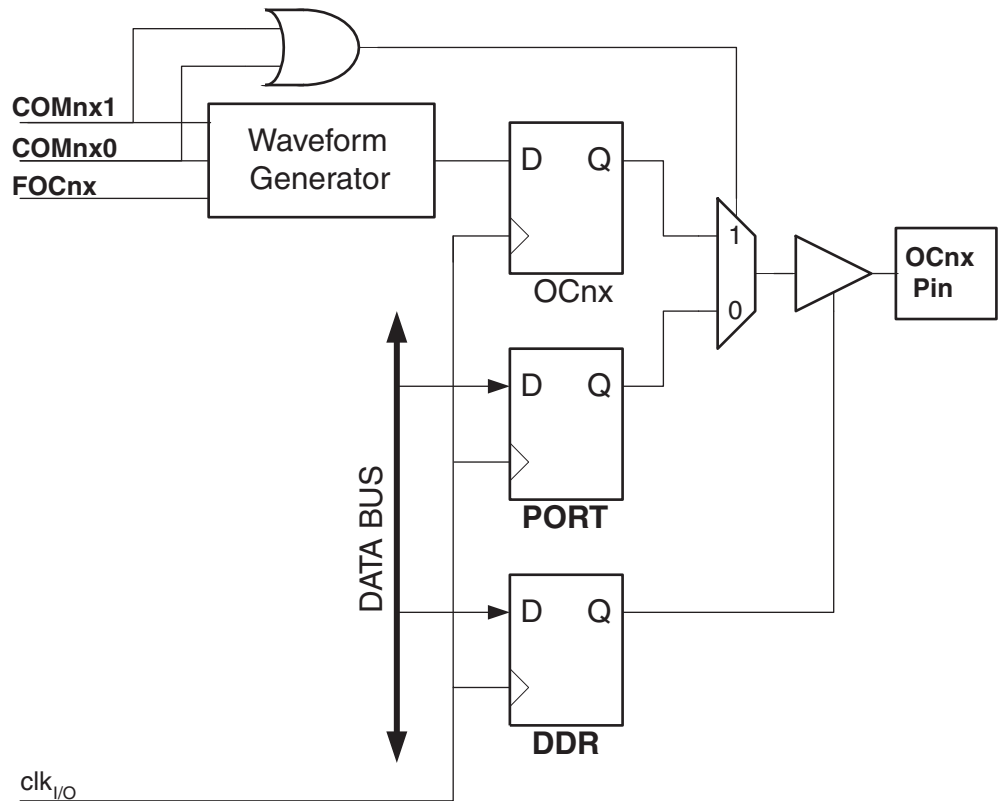 COMnx1
COMnx0
FOCnx
Waveform
Generator
D Q
OCnx
1
0
OCnx
Pin
D Q
PORT
DATA BUS
D Q
DDR
clkI/O